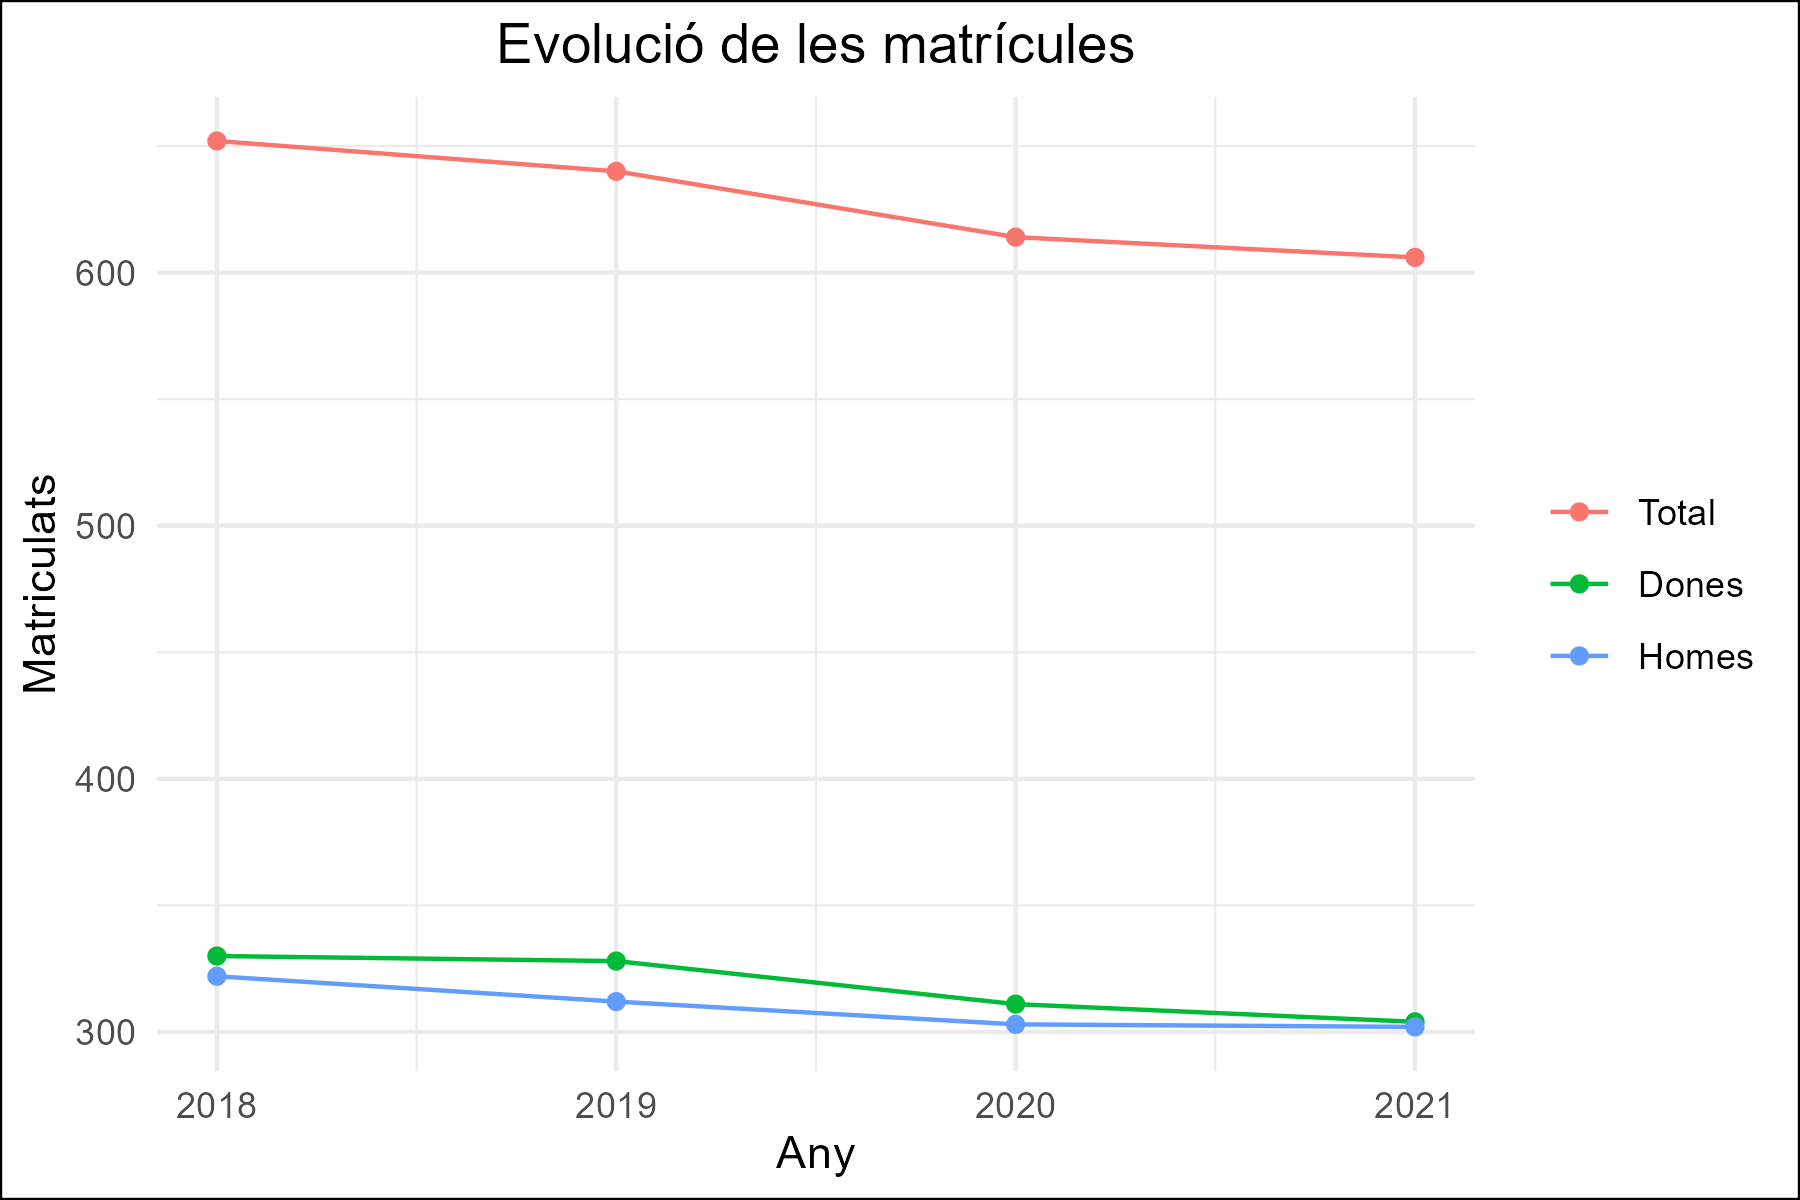 Evolució de les matrícules
Matriculats
600
500
400
300
2018
2019
2020
2021
Any
Total
Dones
Homes